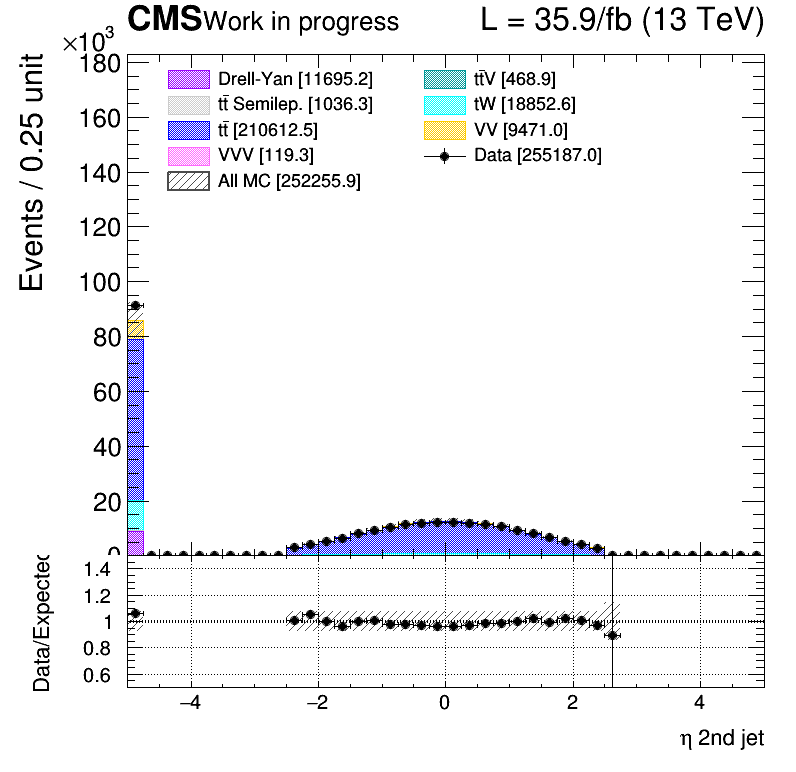 CMS Work in progress L = 35.9/fb (13 TeV)
×10³
Drell-Yan [11695.2] tt̄V [468.9]
tt̄ Semilep. [1036.3] tW [18852.6]
tt̄ [210612.5] VV [9471.0]
VVV [119.3] Data [255187.0]
All MC [252255.9]
Events / 0.25 unit
180
160
140
120
100
80
60
40
20
0
Data/Expected
1.4
1.2
1
0.8
0.6
−4 −2 0 2 4
η 2nd jet